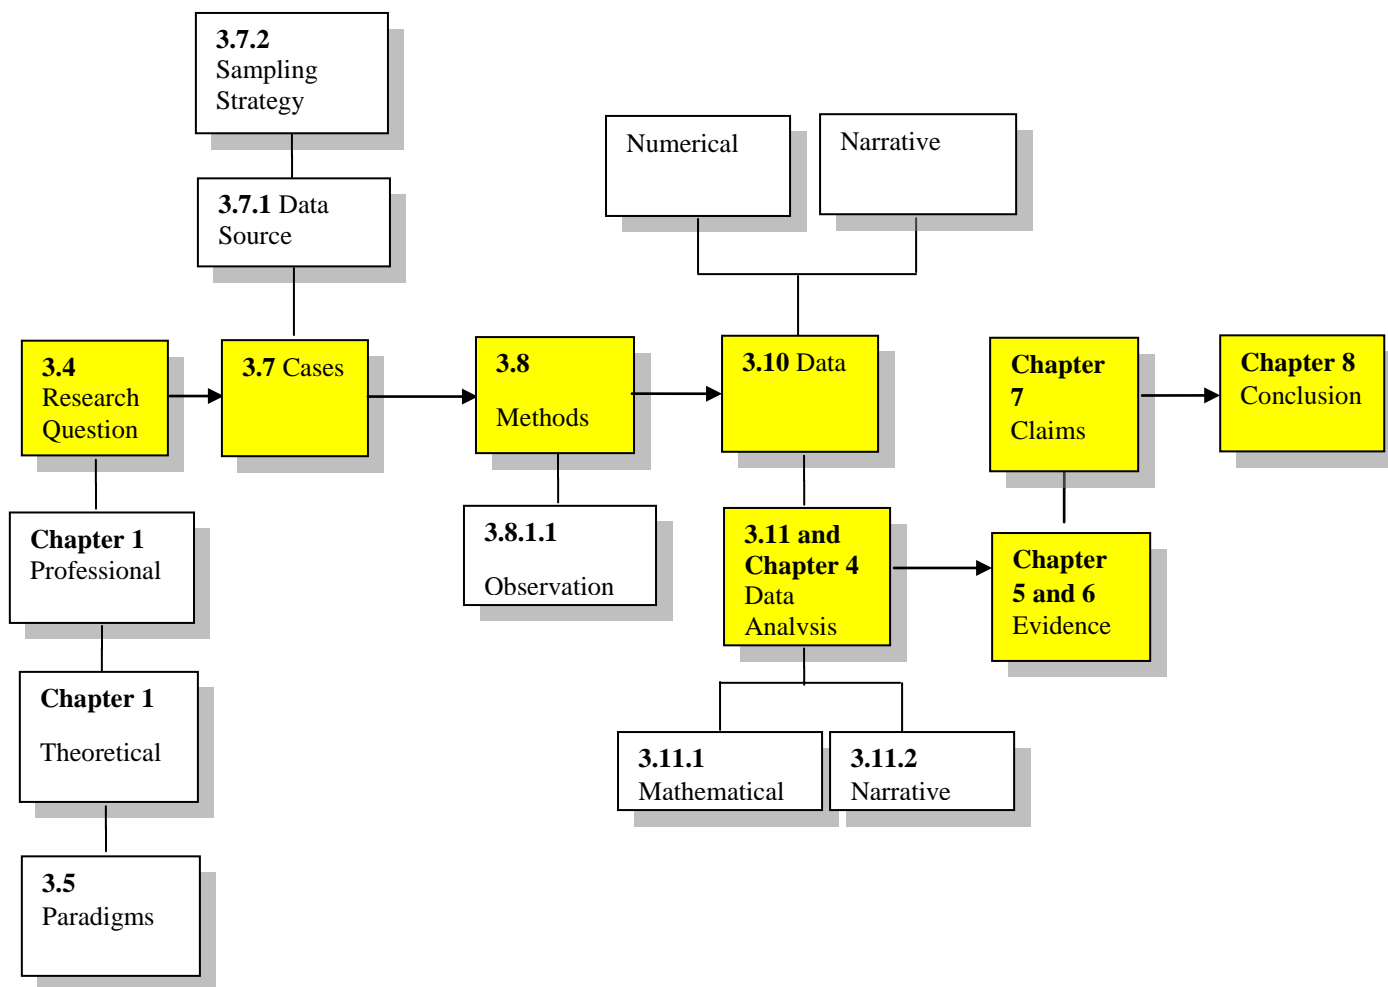 3.7.2
Sampling
Strategy
Numerical
Narrative
3.7.1 Data
Source
3.4
Research
Question
3.7 Cases
3.8
Methods
3.10 Data
Chapter
7
Claims
Chapter 8
Conclusion
Chapter 1
Professional
3.8.1.1
Observation
3.11 and
Chapter 4
Data
Analysis
Chapter
5 and 6
Evidence
Chapter 1
Theoretical
3.11.1
Mathematical
3.11.2
Narrative
3.5
Paradigms